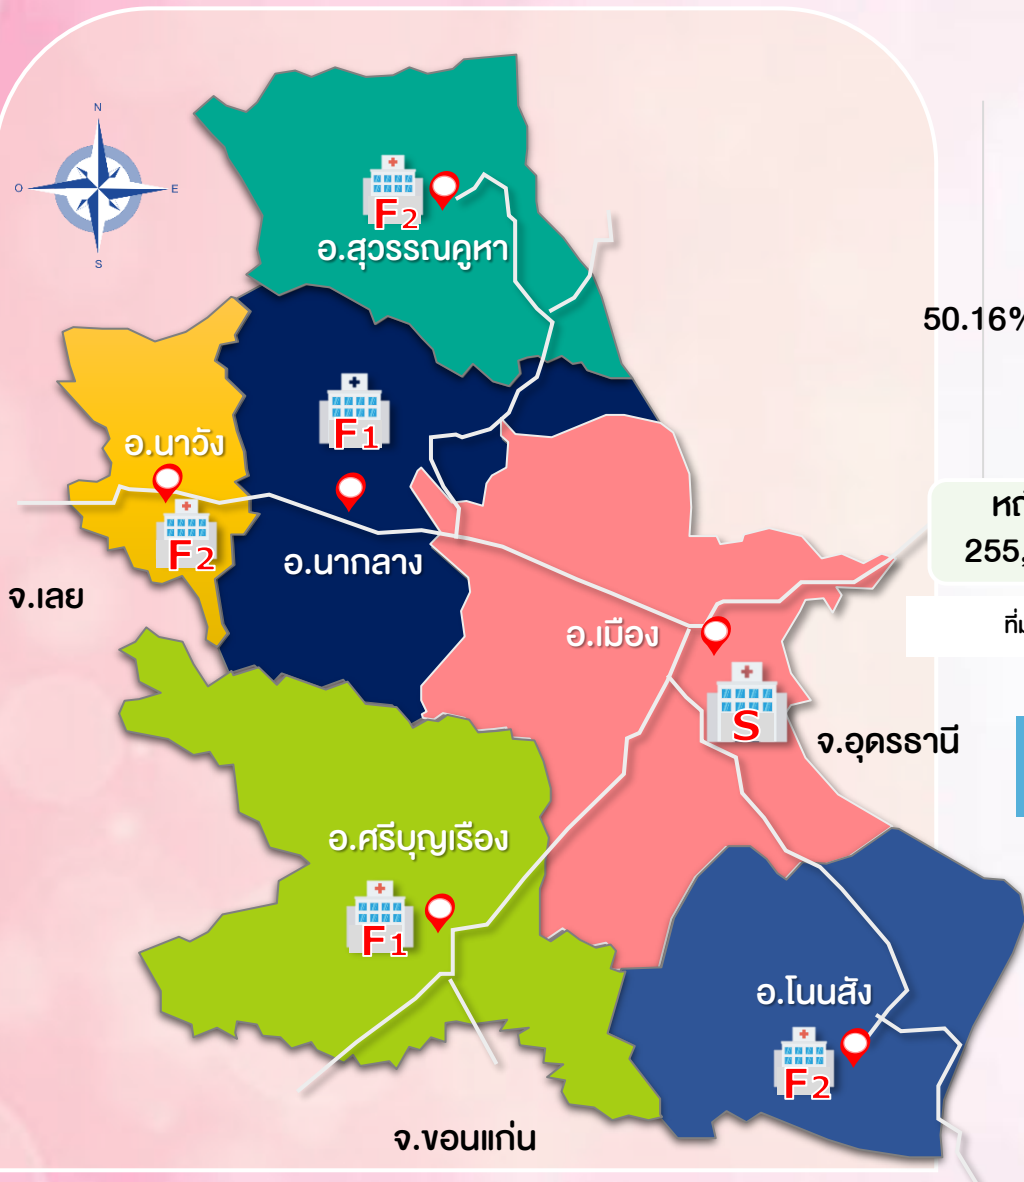 N
O
E
S
F2
อ.สุวรรณคูหา
50.16%
F1
อ.นาวัง
F2
อ.นากลาง
255,
จ.เลย
ที่ม
อ.เมือง
S
จ.อุดรธานี
อ.ศรีบุญเรือง
F1
อ.โนนสัง
F2
จ.ขอนแก่น